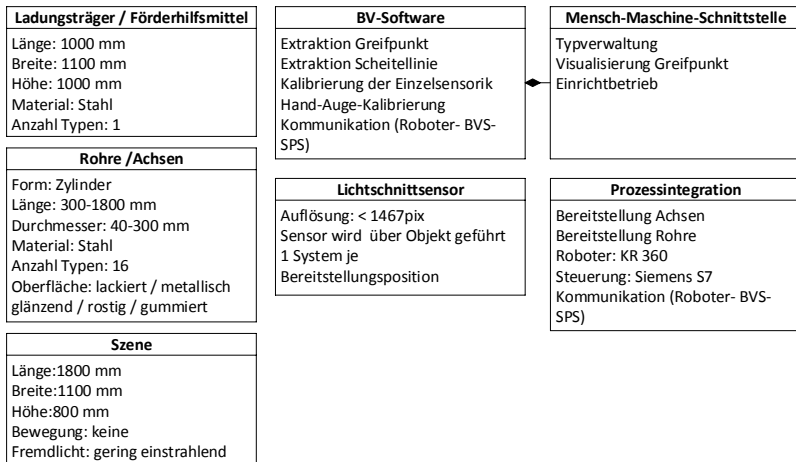 Ladungsträger / Förderhilfsmittel
Länge: 1000 mm
Breite: 1100 mm
Höhe: 1000 mm
Material: Stahl
Anzahl Typen: 1
Rohre /Achsen
Form: Zylinder
Länge: 300-1800 mm
Durchmesser: 40-300 mm
Material: Stahl
Anzahl Typen: 16
Oberfläche: lackiert / metallisch
glänzend / rostig / gummiert
Szene
Länge:1800 mm
Breite:1100 mm
Höhe:800 mm
Bewegung: keine
Fremdlicht: gering einstrahlend
BV-Software
Extraktion Greifpunkt
Extraktion Scheitellinie
Kalibrierung der Einzelsensorik
Hand-Auge-Kalibrierung
Kommunikation (Roboter- BVS-
SPS)
Lichtschnittsensor
Auflösung: < 1467pix
Sensor wird über Objekt geführt
1 System je
Bereitstellungsposition
Mensch-Maschine-Schnittstelle
Typverwaltung
Visualisierung Greifpunkt
Einrichtbetrieb
Prozessintegration
Bereitstellung Achsen
Bereitstellung Rohre
Roboter: KR 360
Steuerung: Siemens S7
Kommunikation (Roboter- BVS-
SPS)